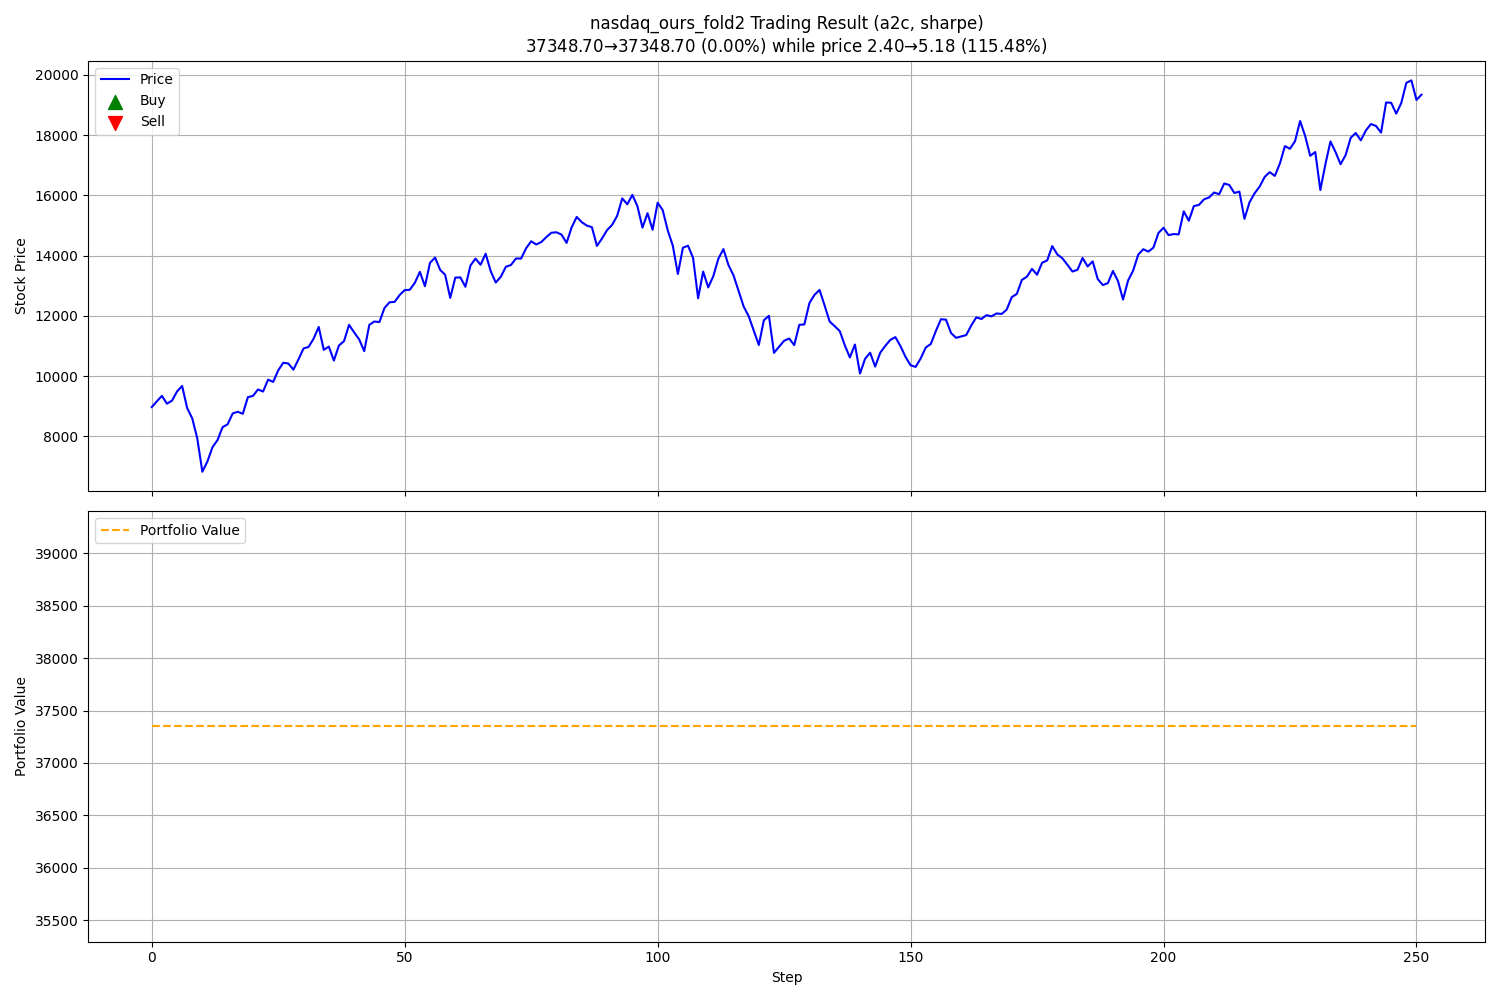 nasdaq_ours_fold2 Trading Result (a2c, sharpe)
37348.70→37348.70 (0.00%) while price 2.40→5.18 (115.48%)
20000
18000
16000
14000
12000
10000
8000
Stock Price
Price
Buy
Sell
39000
38500
38000
37500
37000
36500
36000
35500
Portfolio Value
Portfolio Value
0
50
100
150
200
250
Step